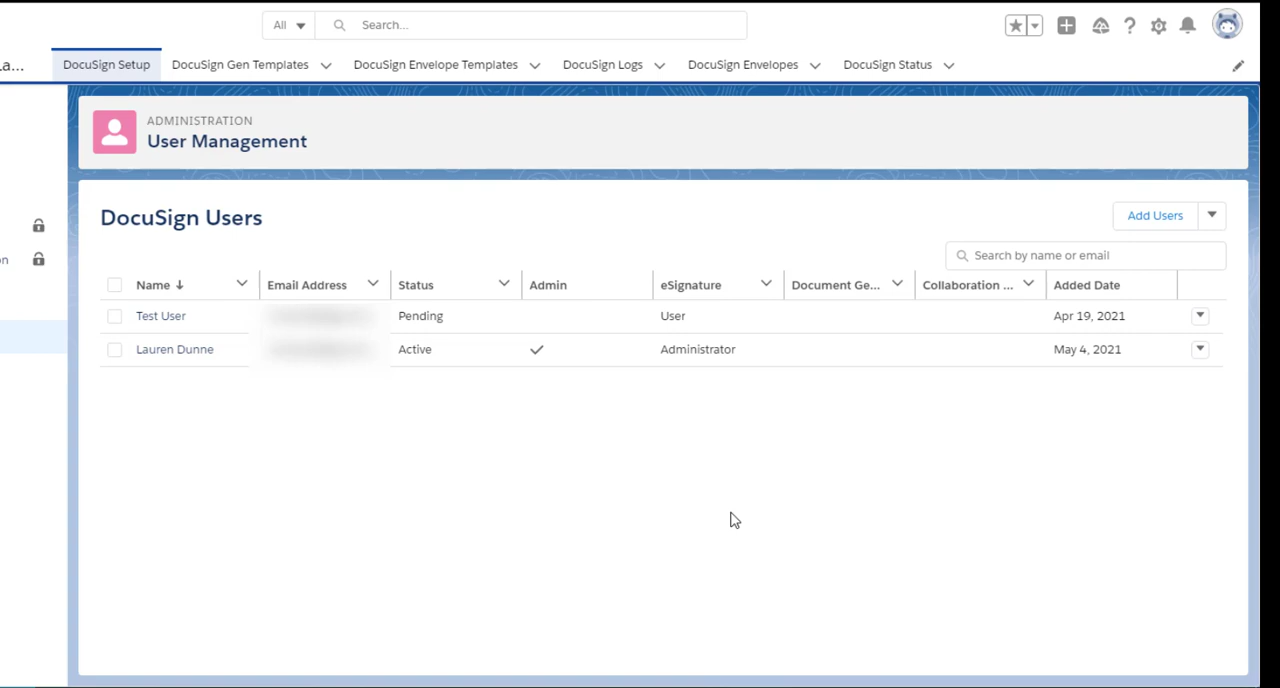 All Search...
a... DocuSign Setup DocuSign Gen Templates DocuSign Envelope Templates DocuSign Logs DocuSign Envelopes DocuSign Status
ADMINISTRATION
User Management
DocuSign Users
Add Users
on
Search by name or email
Name Email Address Status Admin eSignature Document Ge... Collaboration ... Added Date
Test User Pending User Apr 19, 2021
Lauren Dunne Active Administrator May 4, 2021